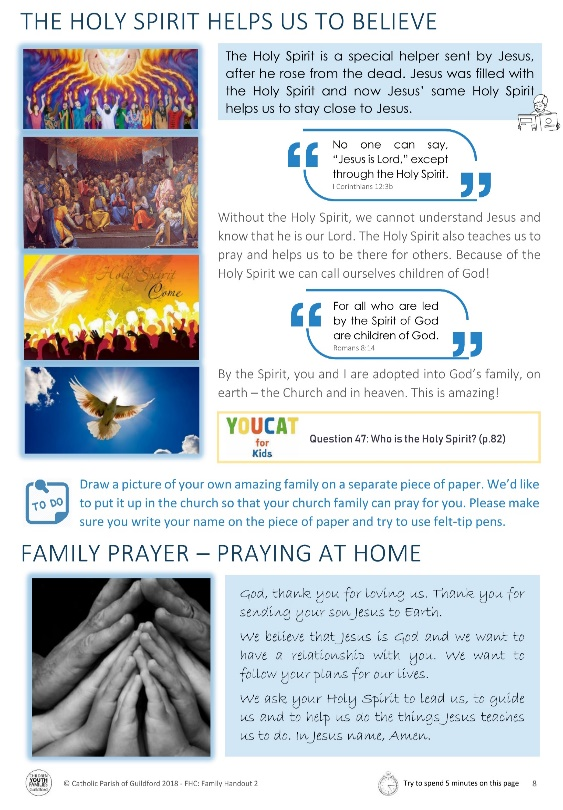 THE HOLY SPIRIT HELPS US TO BELIEVE
The Holy Spirit is a special helper sent by Jesus,
after he rose from the dead. Jesus was filled with
the Holy Spirit and now Jesus' same Holy Spirit
helps us to stay close to Jesus.
No one can say,
"Jesus is Lord," except
through the Holy Spirit.
I Corinthians 12:3b
Without the Holy Spirit, we cannot understand Jesus and
know that he is our Lord. The Holy Spirit also teaches us to
pray and helps us to be there for others. Because of the
Holy Spirit we can call ourselves children of God!
Holy Spirit
Come
For all who are led
by the Spirit of God
are children of God.
Romans 8:14
By the Spirit, you and I are adopted into God's family, on
earth – the Church and in heaven. This is amazing!
YOUCAT
for
Kids
Question 47: Who is the Holy Spirit? (p.82)
TO DO
Draw a picture of your own amazing family on a separate piece of paper. We'd like
to put it up in the church so that your church family can pray for you. Please make
sure you write your name on the piece of paper and try to use felt-tip pens.
FAMILY PRAYER – PRAYING AT HOME
God, thank you for loving us. Thank you for
sending your son Jesus to Earth.
We believe that Jesus is God and we want to
have a relationship with you. We want to
follow your plans for our lives.
We ask your Holy Spirit to lead us, to guide
us and to help us do the things Jesus teaches
us to do. In Jesus name, Amen.
CHILDREN
YOUTH
FAMILIES
Guildford
© Catholic Parish of Guildford 2018 - FHC: Family Handout 2
Try to spend 5 minutes on this page
8